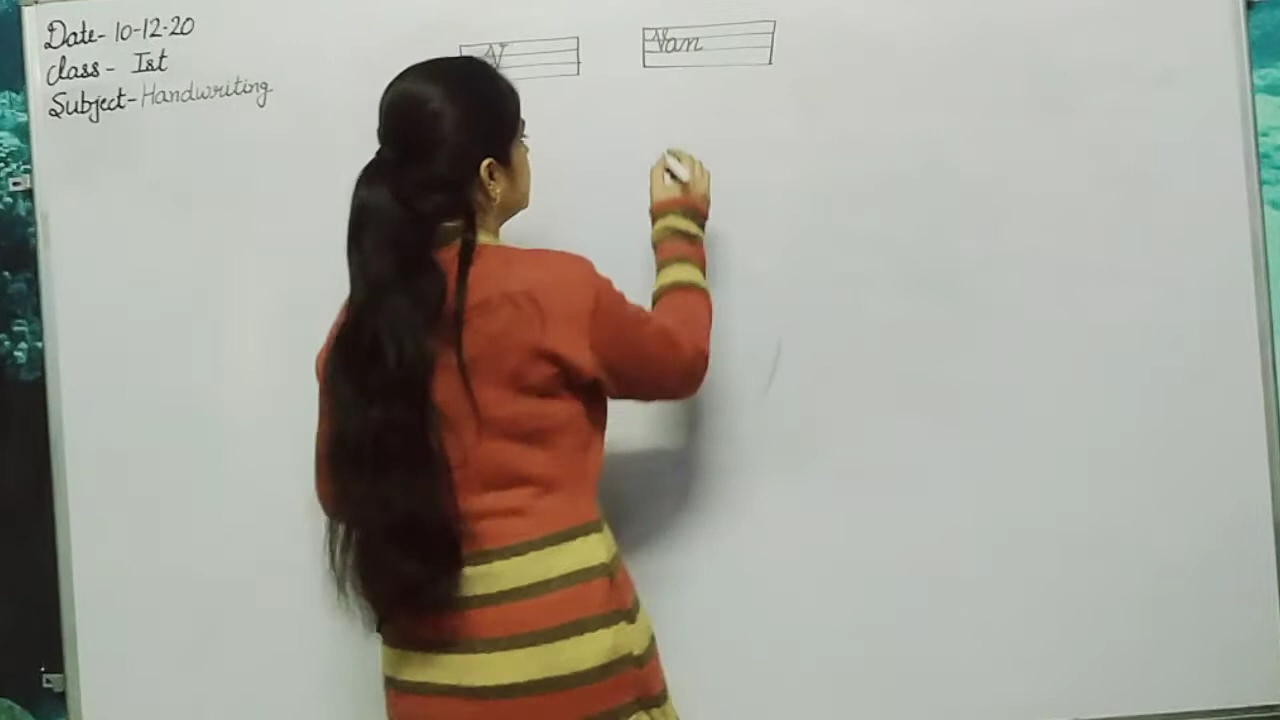 Date- 10-12-20
Class- Ist
Subject- Handwriting
V
Van